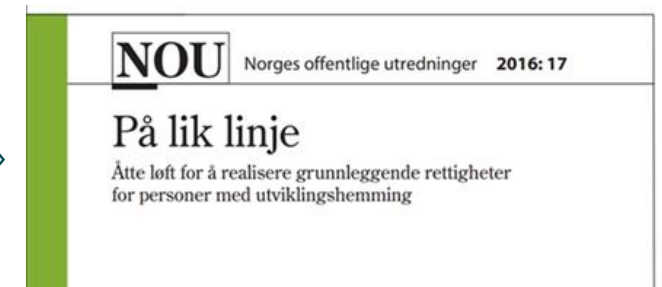 NOU Norges offentlige utredninger 2016: 17
På lik linje
Åtte løft for å realisere grunnleggende rettigheter
for personer med utviklingshemming